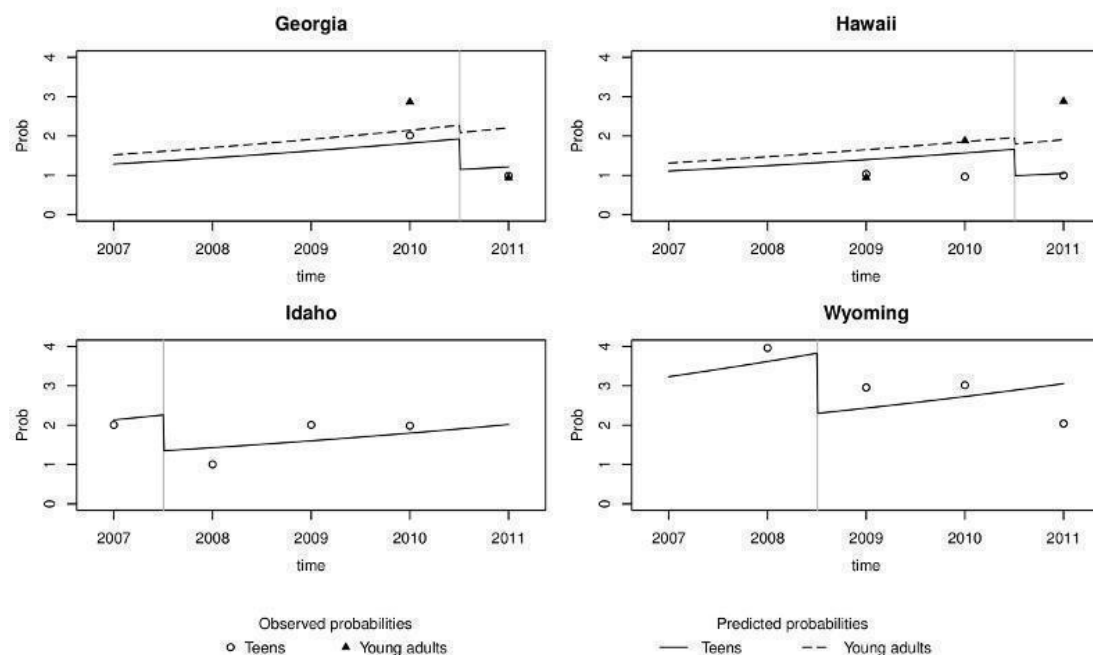 Georgia
Prob
4
3
2
1
0
2007 2008 2009 2010 2011
time
Hawaii
Prob
4
3
2
1
0
2007 2008 2009 2010 2011
time
Idaho
Prob
4
3
2
1
0
2007 2008 2009 2010 2011
time
Wyoming
Prob
4
3
2
1
0
2007 2008 2009 2010 2011
time
Observed probabilities
Teens Young adults
Predicted probabilities
Teens Young adults